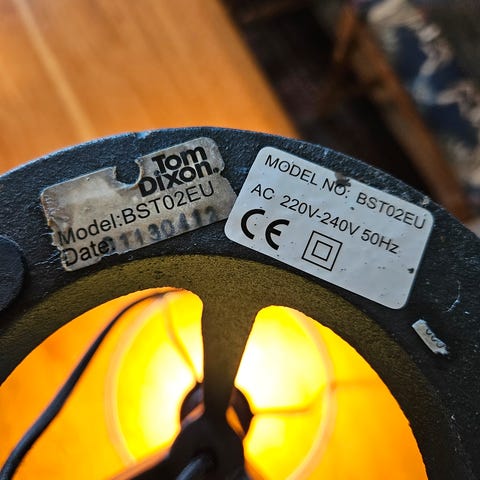 Tom
Dixon.
Model:BST02EU
Date:
MODEL NO: BST02EU
AC 220V-240V 50Hz
CE